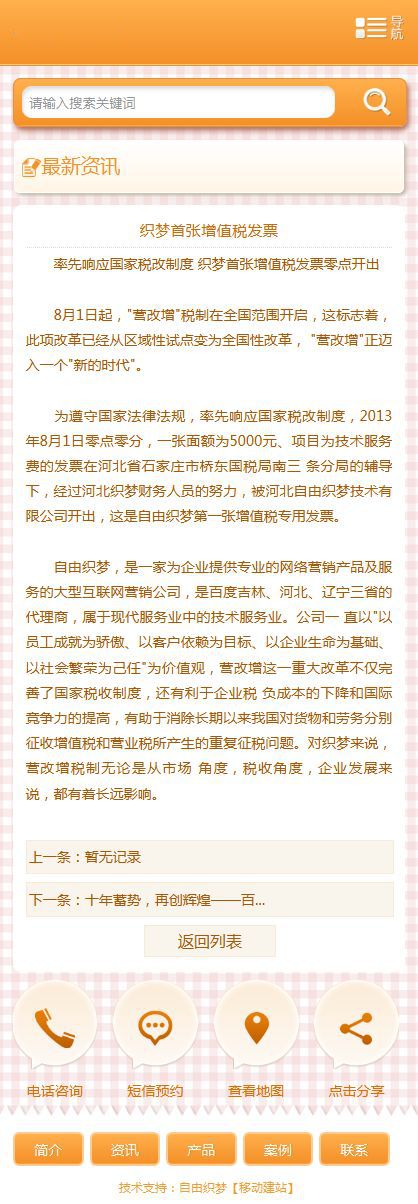 导航
请输入搜索关键词
最新资讯
织梦首张增值税发票
率先响应国家税改制度 织梦首张增值税发票零点开出
8月1日起，"营改增"税制在全国范围开启，这标志着，
此项改革已经从区域性试点变为全国性改革， "营改增"正迈
入一个"新的时代"。
为遵守国家法律法规，率先响应国家税改制度，2013
年8月1日零点零分，一张面额为5000元、项目为技术服务
费的发票在河北省石家庄市桥东国税局南三 条分局的辅导
下，经过河北织梦财务人员的努力，被河北自由织梦技术有
限公司开出，这是自由织梦第一张增值税专用发票。
自由织梦，是一家为企业提供专业的网络营销产品及服
务的大型互联网营销公司，是百度吉林、河北、辽宁三省的
代理商，属于现代服务业中的技术服务业。公司一 直以"以
员工成就为骄傲、以客户依赖为目标、以企业生命为基础、
以社会繁荣为己任"为价值观，营改增这一重大改革不仅完
善了国家税收制度，还有利于企业税 负成本的下降和国际
竞争力的提高，有助于消除长期以来我国对货物和劳务分别
征收增值税和营业税所产生的重复征税问题。对织梦来说，
营改增税制无论是从市场 角度，税收角度，企业发展来
说，都有着长远影响。
上一条：暂无记录
下一条：十年蓄势，再创辉煌——百...
返回列表
电话咨询 短信预约 查看地图 点击分享
简介 资讯 产品 案例 联系
技术支持：自由织梦【移动建站】